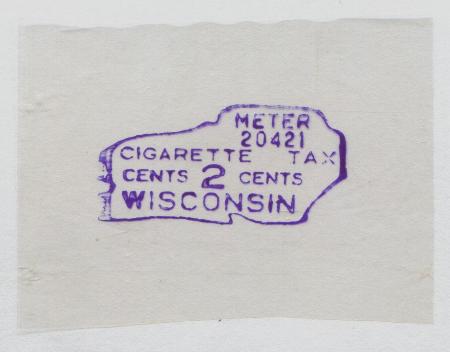 METER
20421
CIGARETTE TAX
CENTS 2 CENTS
WISCONSIN